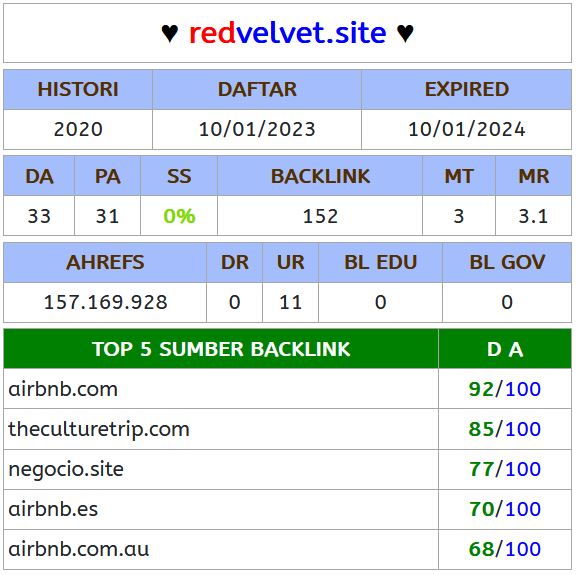 ♥ redvelvet.site ♥
HISTORI DAFTAR EXPIRED
2020 10/01/2023 10/01/2024
DA PA SS BACKLINK MT MR
33 31 0% 152 3 3.1
AHREFS DR UR BL EDU BL GOV
157.169.928 0 11 0 0
TOP 5 SUMBER BACKLINK D A
airbnb.com 92/100
theculturetrip.com 85/100
negocio.site 77/100
airbnb.es 70/100
airbnb.com.au 68/100